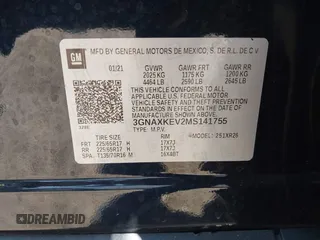 GM
MFD BY GENERAL MOTORS DE MEXICO, S. DE R.L. DE C.V.
01/21 GVWR GAWR FRT GAWR RR
2025 KG 1175 KG 1200 KG
4464 LB 2590 LB 2646 LB
THIS VEHICLE CONFORMS TO ALL APPLICABLE U.S.
FEDERAL MOTOR VEHICLE SAFETY, BUMPER, AND THEFT
PREVENTION STANDARDS IN EFFECT ON THE DATE OF
MANUFACTURE SHOWN ABOVE.
3GNAXKEV2MS141755
TYPE: M.P.V.
TIRE SIZE RIM
FRT 225/65R17 17X7J
RR 225/65R17 17X7J
SPA T135/70R16 16X4BT
DREAMBID